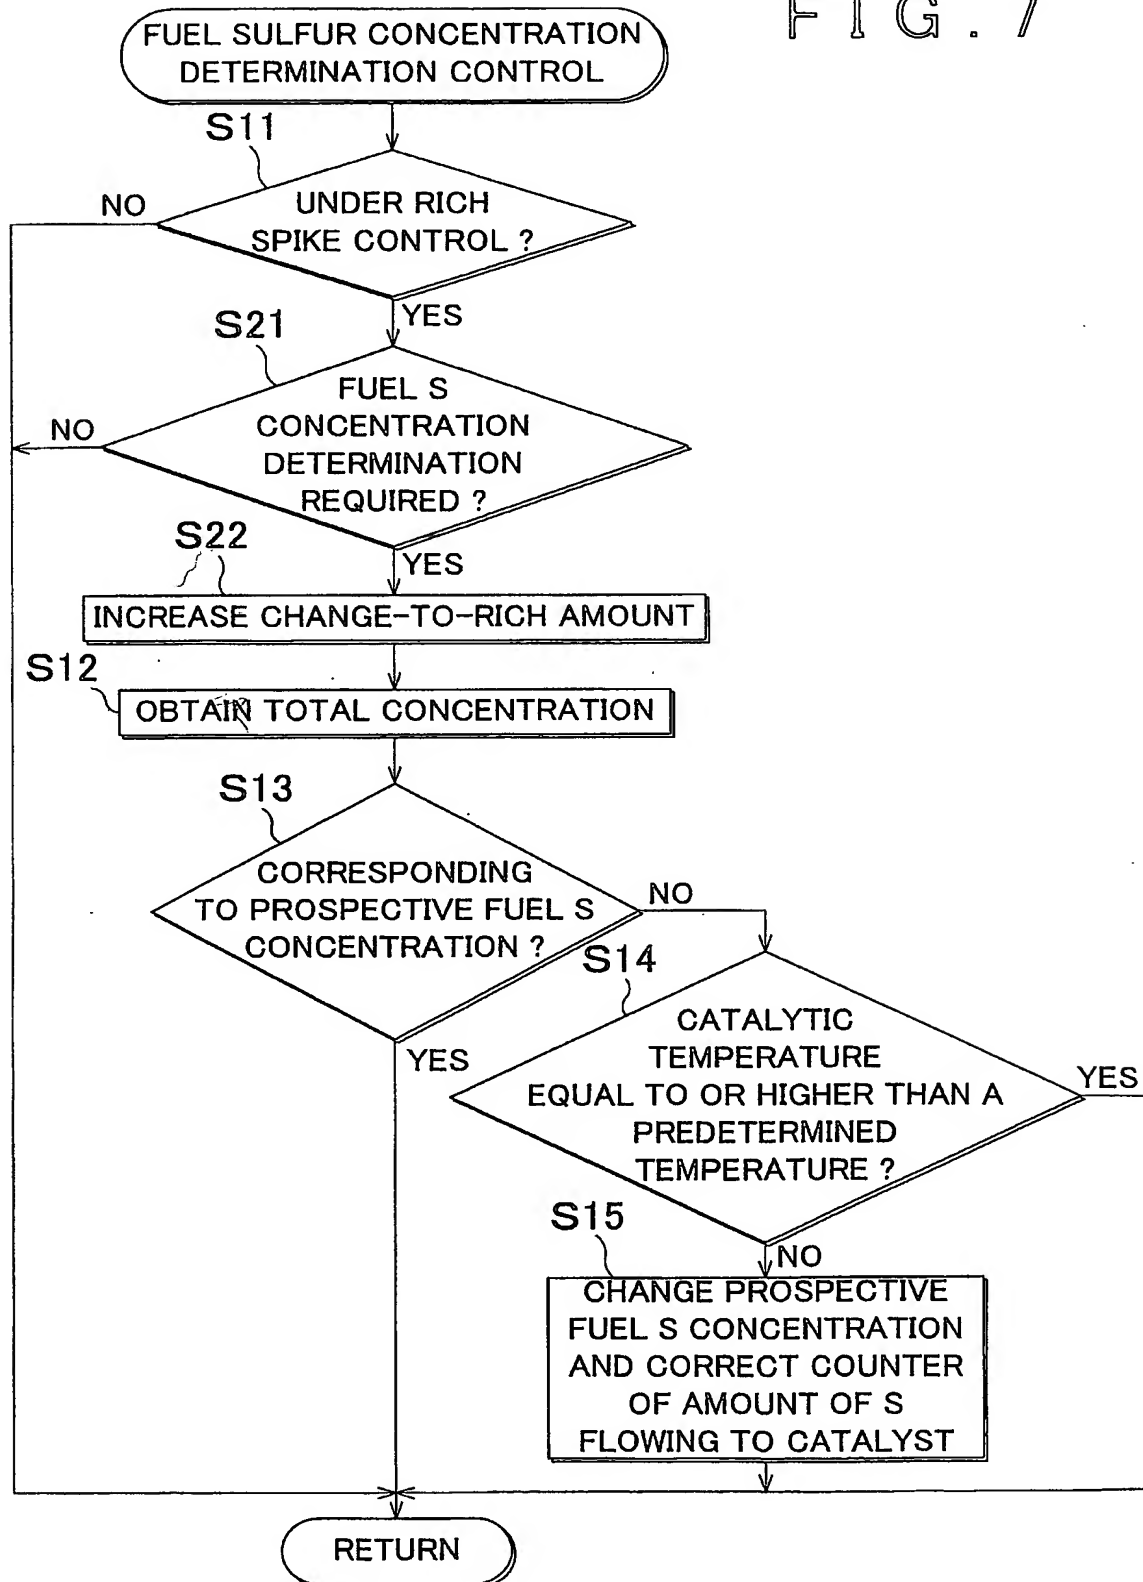 FIG. 7
FUEL SULFUR CONCENTRATION
DETERMINATION CONTROL
S11
NO
UNDER RICH
SPIKE CONTROL ?
YES
S21
NO
FUEL S
CONCENTRATION
DETERMINATION
REQUIRED ?
YES
S22
INCREASE CHANGE-TO-RICH AMOUNT
S12
OBTAIN TOTAL CONCENTRATION
S13
CORRESPONDING
TO PROSPECTIVE FUEL S
CONCENTRATION ?
NO
YES
S14
CATALYTIC
TEMPERATURE
EQUAL TO OR HIGHER THAN A
PREDETERMINED
TEMPERATURE ?
YES
NO
S15
CHANGE PROSPECTIVE
FUEL S CONCENTRATION
AND CORRECT COUNTER
OF AMOUNT OF S
FLOWING TO CATALYST
RETURN